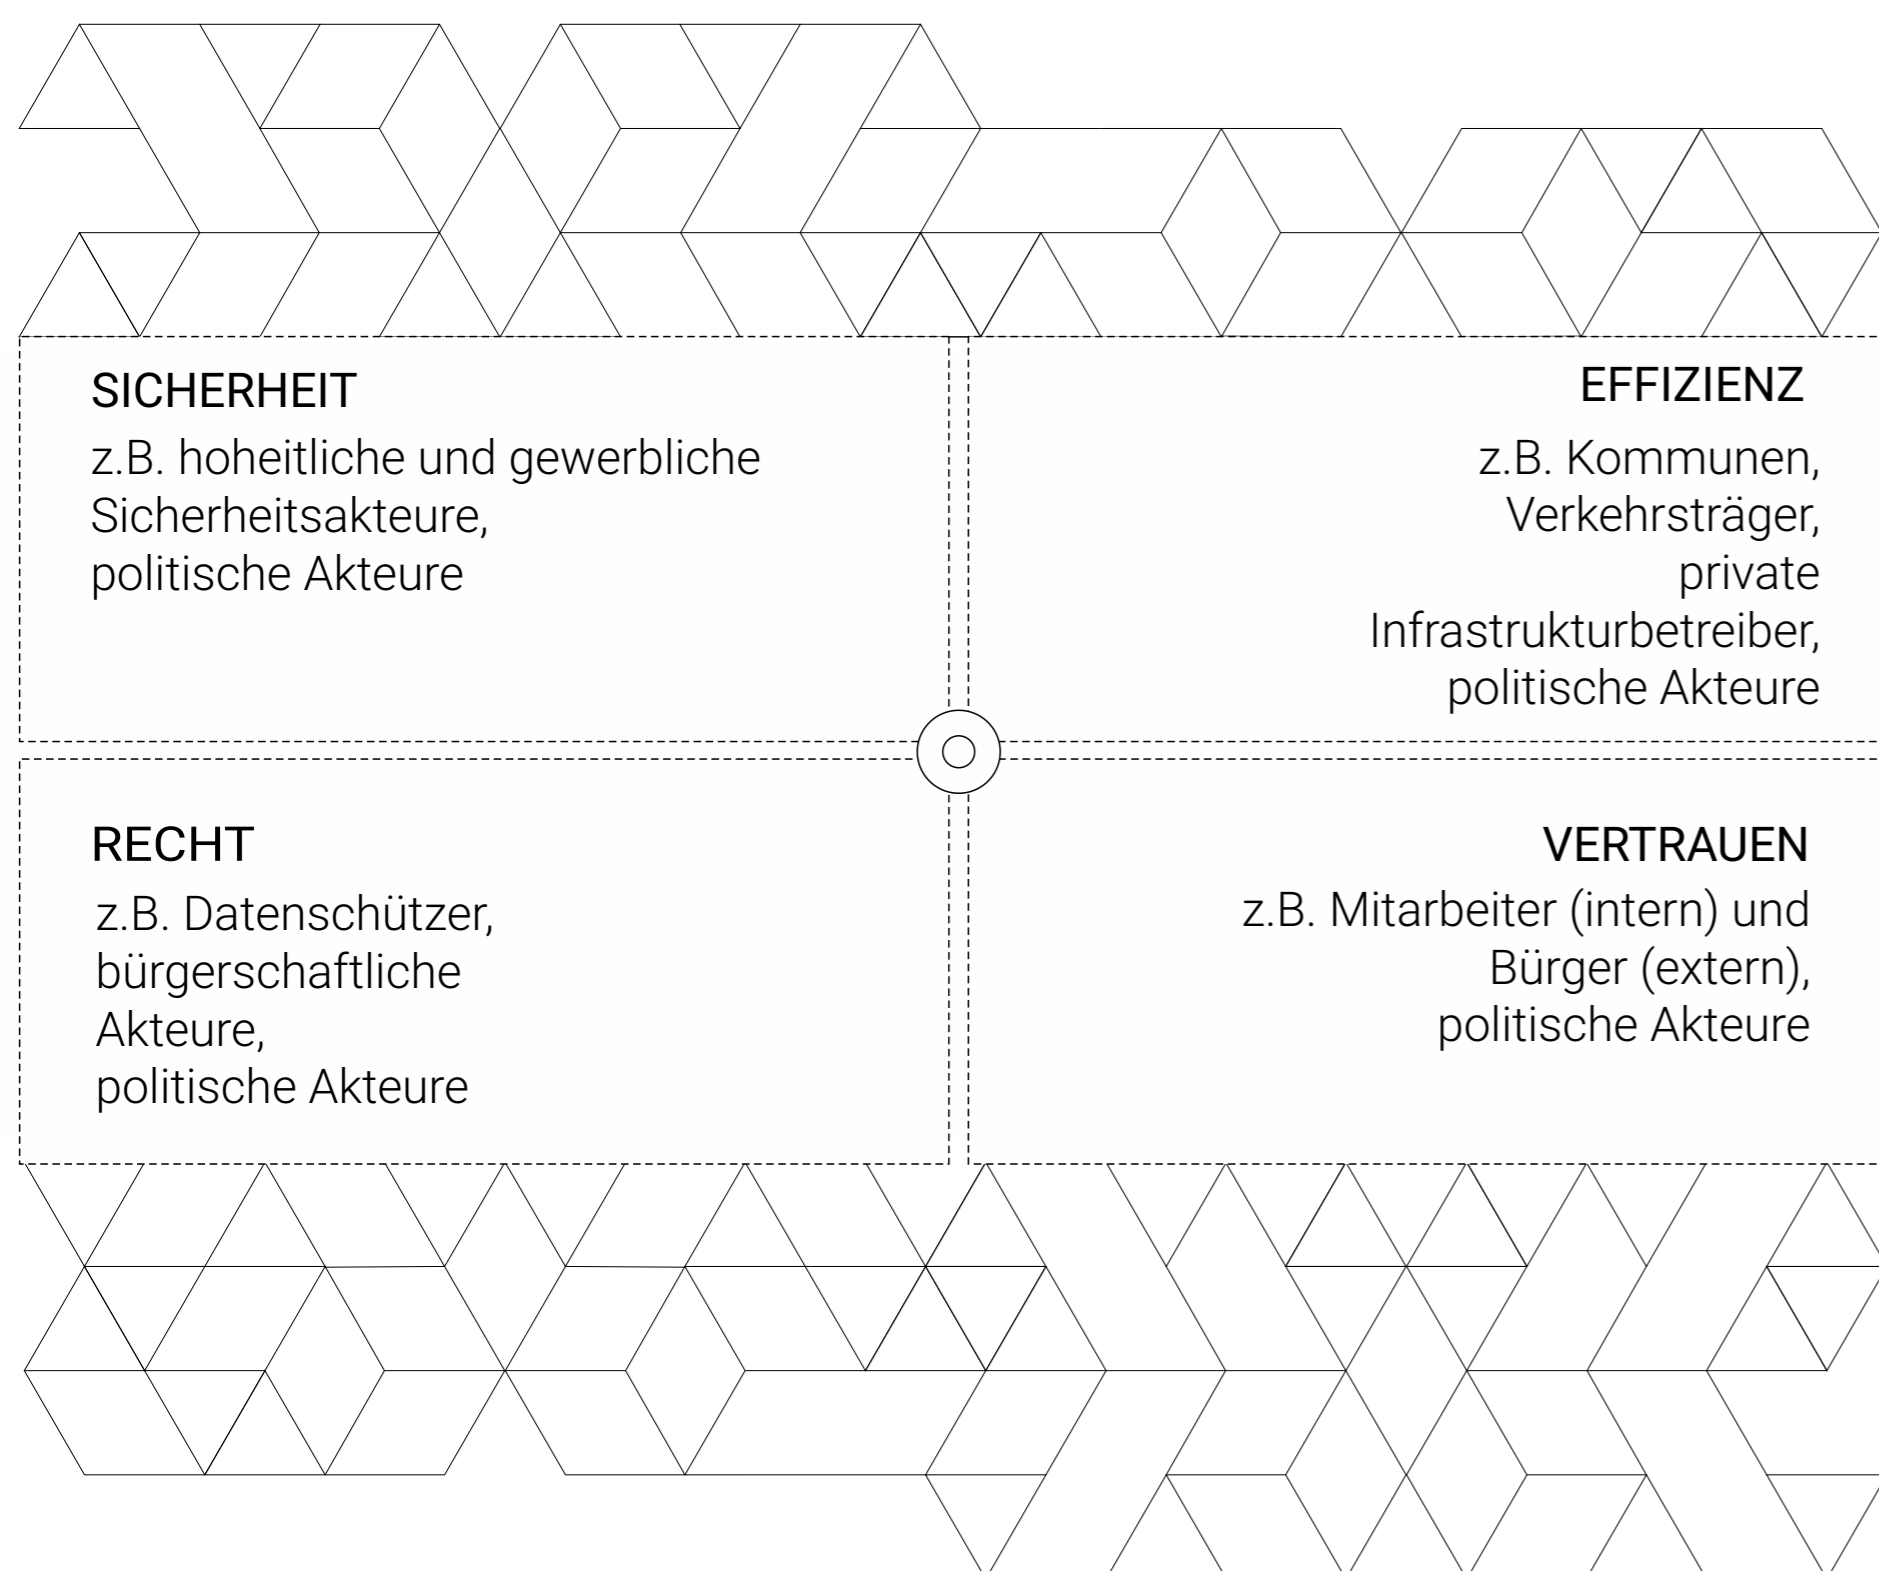 SICHERHEIT
z.B. hoheitliche und gewerbliche
Sicherheitsakteure,
politische Akteure
EFFIZIENZ
z.B. Kommunen,
Verkehrsträger,
private
Infrastrukturbetreiber,
politische Akteure
RECHT
z.B. Datenschützer,
bürgerschaftliche
Akteure,
politische Akteure
VERTRAUEN
z.B. Mitarbeiter (intern) und
Bürger (extern),
politische Akteure